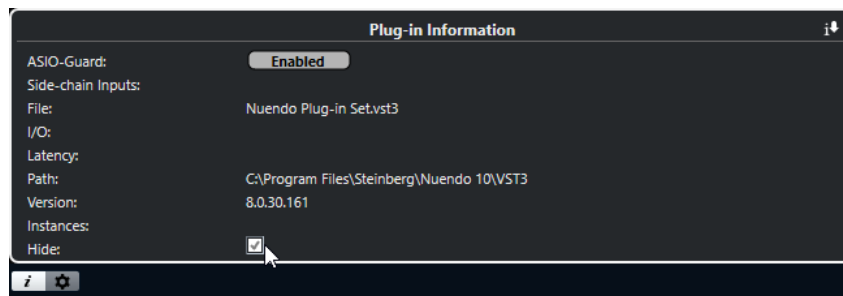 Plug-in Information
i
ASIO-Guard: Enabled
Side-chain Inputs:
File: Nuendo Plug-in Set.vst3
I/O:
Latency:
Path: C:\Program Files\Steinberg\Nuendo 10\VST3
Version: 8.0.30.161
Instances:
Hide:
i